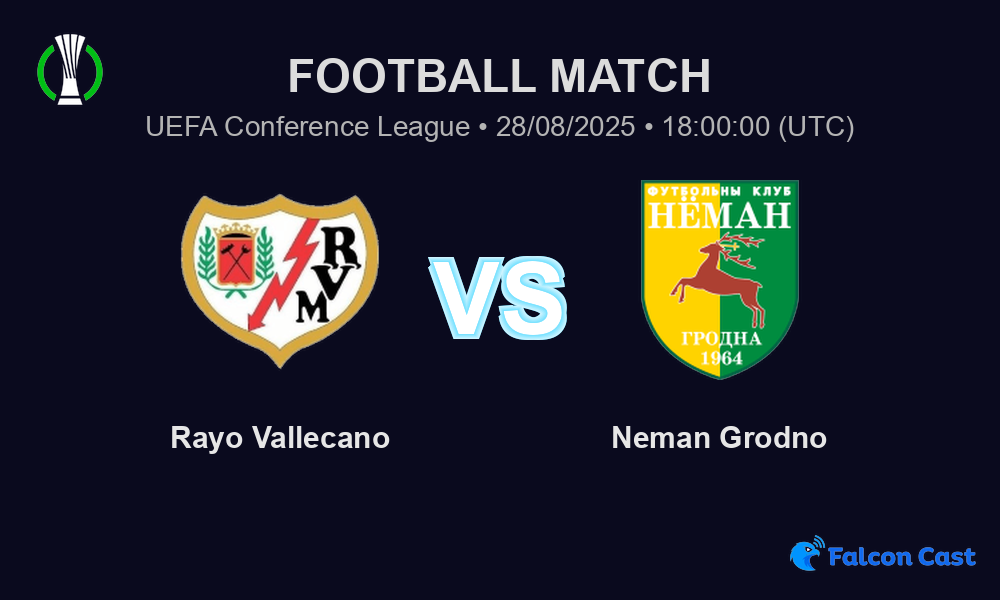 FOOTBALL MATCH
UEFA Conference League • 28/08/2025 • 18:00:00 (UTC)
RVM
VS
ФУТБОЛЬНЫ КЛУБ
НЁМАН
ГРОДНА
1964
Rayo Vallecano
Neman Grodno
Falcon Cast